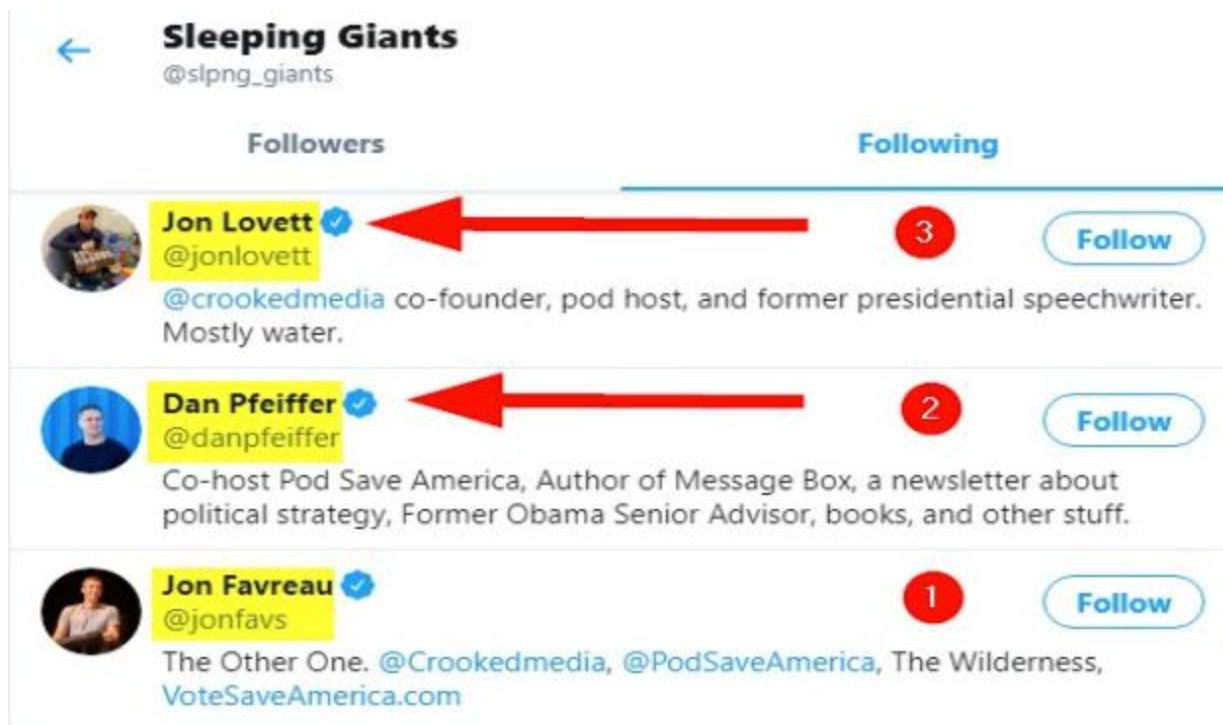 Sleeping Giants
@slpng_giants
Followers Following
Jon Lovett
@jonlovett
3
Follow
@crookedmedia co-founder, pod host, and former presidential speechwriter.
Mostly water.
Dan Pfeiffer
@danpfeiffer
2
Follow
Co-host Pod Save America, Author of Message Box, a newsletter about
political strategy, Former Obama Senior Advisor, books, and other stuff.
Jon Favreau
@jonfavs
1
Follow
The Other One. @Crookedmedia, @PodSaveAmerica, The Wilderness,
VoteSaveAmerica.com